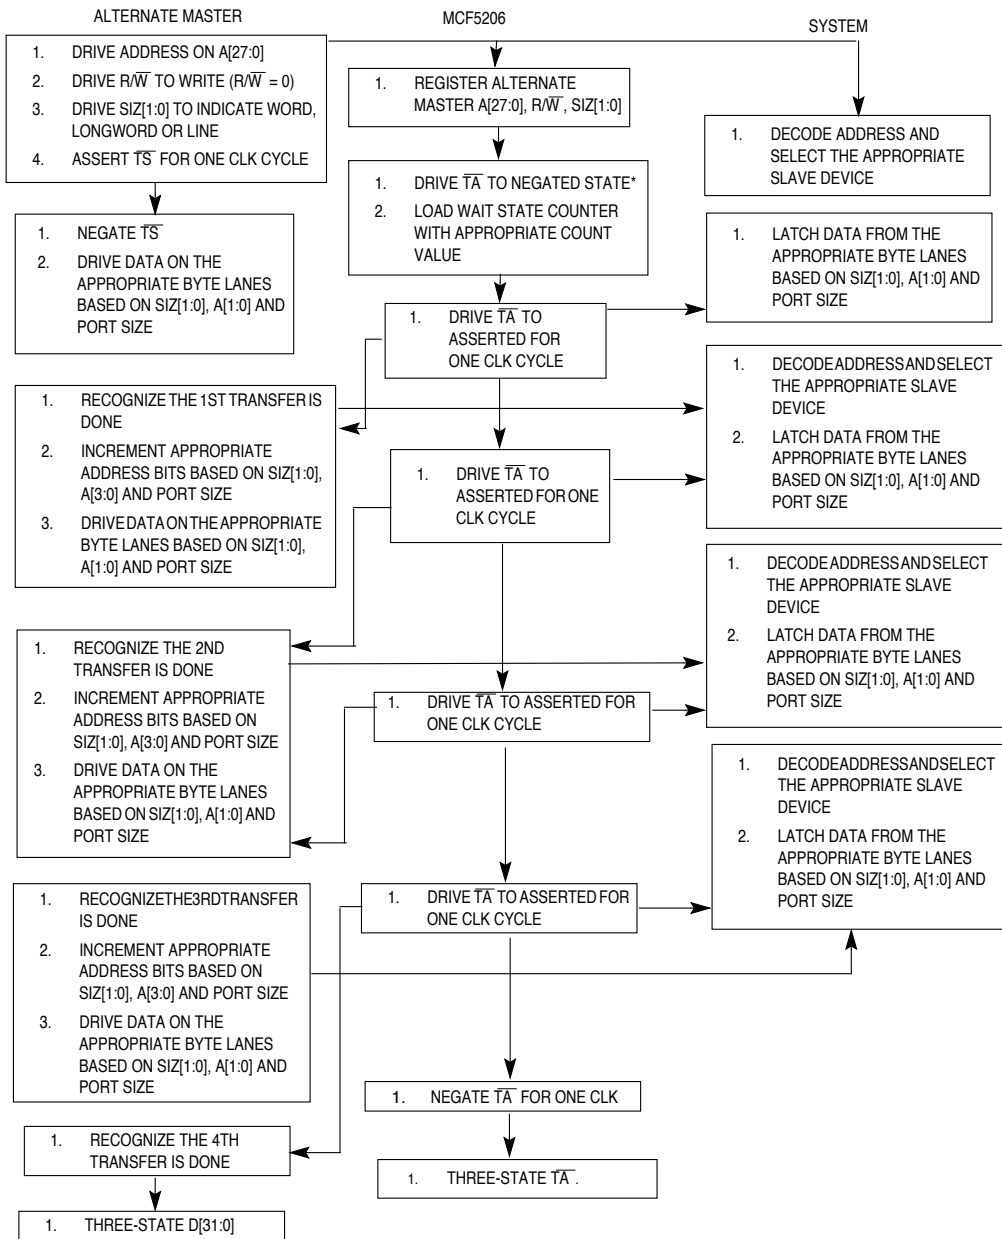 ALTERNATE MASTER
MCF5206
SYSTEM
1. DRIVE ADDRESS ON A[27:0]
2. DRIVE R/W̅ TO WRITE (R/W̅ = 0)
3. DRIVE SIZ[1:0] TO INDICATE WORD,
LONGWORD OR LINE
4. ASSERT T̅S̅ FOR ONE CLK CYCLE
1. REGISTER ALTERNATE
MASTER A[27:0], R/W̅, SIZ[1:0]
1. DECODE ADDRESS AND
SELECT THE APPROPRIATE
SLAVE DEVICE
1. DRIVE T̅A̅ TO NEGATED STATE*
2. LOAD WAIT STATE COUNTER
WITH APPROPRIATE COUNT
VALUE
1. NEGATE T̅S̅
2. DRIVE DATA ON THE
APPROPRIATE BYTE LANES
BASED ON SIZ[1:0], A[1:0] AND
PORT SIZE
1. LATCH DATA FROM THE
APPROPRIATE BYTE LANES
BASED ON SIZ[1:0], A[1:0] AND
PORT SIZE
1. DRIVE T̅A̅ TO
ASSERTED FOR
ONE CLK CYCLE
1. DECODE ADDRESS AND SELECT
THE APPROPRIATE SLAVE
DEVICE
2. LATCH DATA FROM THE
APPROPRIATE BYTE LANES
BASED ON SIZ[1:0], A[1:0] AND
PORT SIZE
1. RECOGNIZE THE 1ST TRANSFER IS
DONE
2. INCREMENT APPROPRIATE
ADDRESS BITS BASED ON SIZ[1:0],
A[3:0] AND PORT SIZE
3. DRIVE DATA ON THE APPROPRIATE
BYTE LANES BASED ON SIZ[1:0],
A[1:0] AND PORT SIZE
1. DRIVE T̅A̅ TO
ASSERTED FOR ONE
CLK CYCLE
1. DECODE ADDRESS AND SELECT
THE APPROPRIATE SLAVE
DEVICE
2. LATCH DATA FROM THE
APPROPRIATE BYTE LANES
BASED ON SIZ[1:0], A[1:0] AND
PORT SIZE
1. RECOGNIZE THE 2ND
TRANSFER IS DONE
2. INCREMENT APPROPRIATE
ADDRESS BITS BASED ON
SIZ[1:0], A[3:0] AND PORT SIZE
3. DRIVE DATA ON THE
APPROPRIATE BYTE LANES
BASED ON SIZ[1:0], A[1:0] AND
PORT SIZE
1. DRIVE T̅A̅ TO ASSERTED FOR
ONE CLK CYCLE
1. DECODE ADDRESS AND SELECT
THE APPROPRIATE SLAVE
DEVICE
2. LATCH DATA FROM THE
APPROPRIATE BYTE LANES
BASED ON SIZ[1:0], A[1:0] AND
PORT SIZE
1. RECOGNIZE THE 3RD TRANSFER
IS DONE
2. INCREMENT APPROPRIATE
ADDRESS BITS BASED ON
SIZ[1:0], A[3:0] AND PORT SIZE
3. DRIVE DATA ON THE
APPROPRIATE BYTE LANES
BASED ON SIZ[1:0], A[1:0] AND
PORT SIZE
1. DRIVE T̅A̅ TO ASSERTED FOR
ONE CLK CYCLE
1. NEGATE T̅A̅ FOR ONE CLK
1. RECOGNIZE THE 4TH
TRANSFER IS DONE
1. THREE-STATE T̅A̅ .
1. THREE-STATE D[31:0]